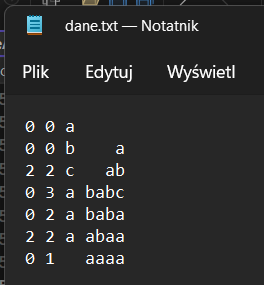 dane.txt — Notatnik
Plik Edytuj Wyświetl
0 0 a
0 0 b    a
2 2 c   ab
0 3 a babc
0 2 a baba
2 2 a abaa
0 1   aaaa